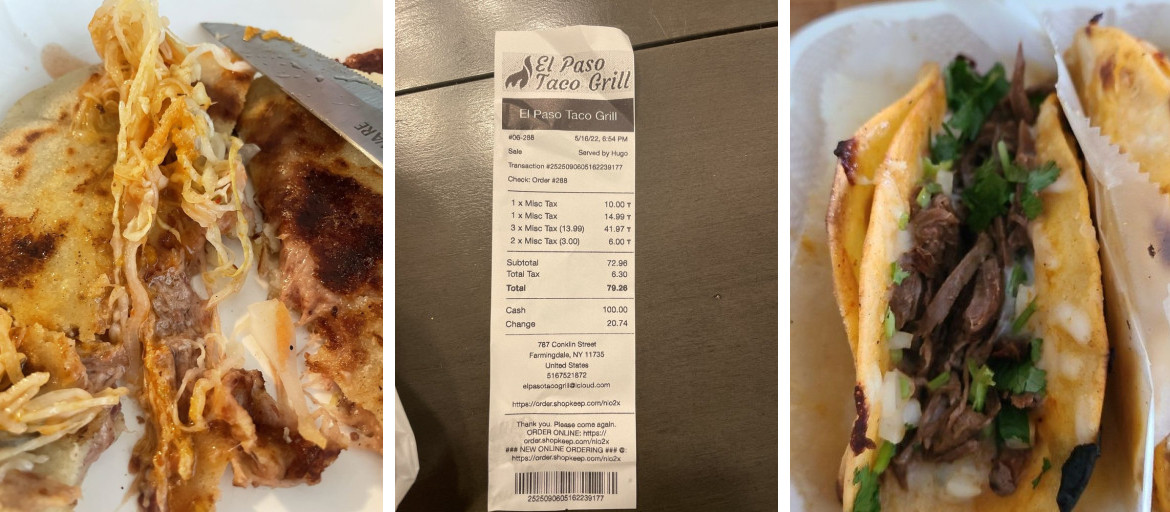 WARE
El Paso
Taco Grill
El Paso Taco Grill
#06-288 5/16/22, 6:54 PM
Sale Served by Hugo
Transaction #2525090605162239177
Check: Order #288
1 x Misc Tax 10.00 T
1 x Misc Tax 14.99 T
3 x Misc Tax (13.99) 41.97 T
2 x Misc Tax (3.00) 6.00 T
Subtotal 72.96
Total Tax 6.30
Total 79.26
Cash 100.00
Change 20.74
787 Conklin Street
Farmingdale, NY 11735
United States
5167521872
elpasotacogrill@icloud.com
https://order.shopkeep.com/nio2x
Thank you. Please come again.
ORDER ONLINE: https://
order.shopkeep.com/nio2x
### NEW ONLINE ORDERING ### @:
https://order.shopkeep.com/nio2x
2525090605162239177